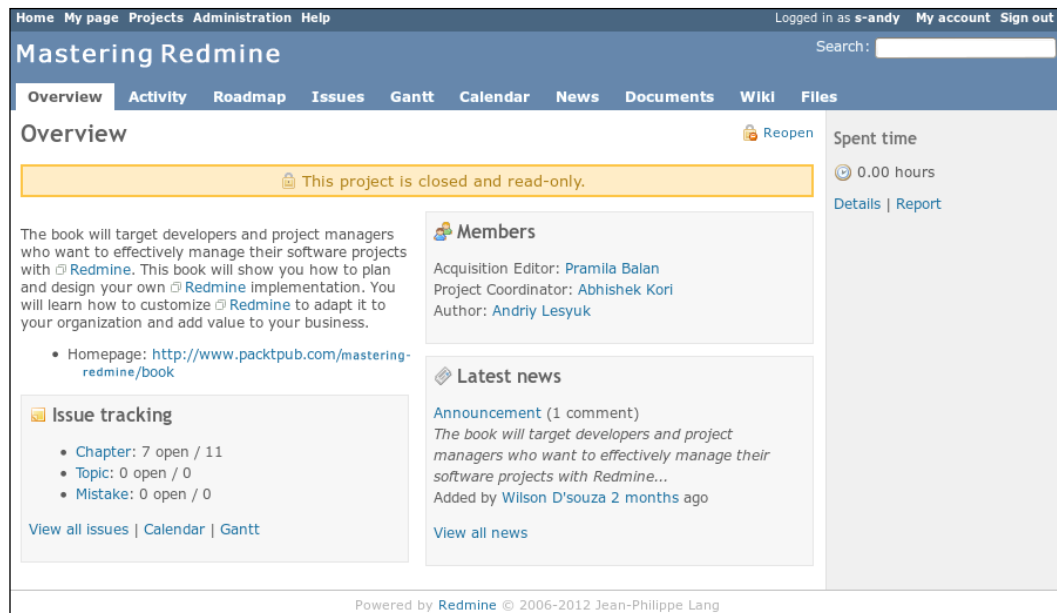 Home My page Projects Administration Help
Logged in as s-andy My account Sign out
Mastering Redmine
Search:
Overview Activity Roadmap Issues Gantt Calendar News Documents Wiki Files
Overview
Reopen
This project is closed and read-only.
The book will target developers and project managers
who want to effectively manage their software projects
with Redmine. This book will show you how to plan
and design your own Redmine implementation. You
will learn how to customize Redmine to adapt it to
your organization and add value to your business.
• Homepage: http://www.packtpub.com/mastering-
redmine/book
Issue tracking
• Chapter: 7 open / 11
• Topic: 0 open / 0
• Mistake: 0 open / 0
View all issues | Calendar | Gantt
Members
Acquisition Editor: Pramila Balan
Project Coordinator: Abhishek Kori
Author: Andriy Lesyuk
Latest news
Announcement (1 comment)
The book will target developers and project
managers who want to effectively manage their
software projects with Redmine...
Added by Wilson D'souza 2 months ago
View all news
Spent time
0.00 hours
Details | Report
Powered by Redmine © 2006-2012 Jean-Philippe Lang